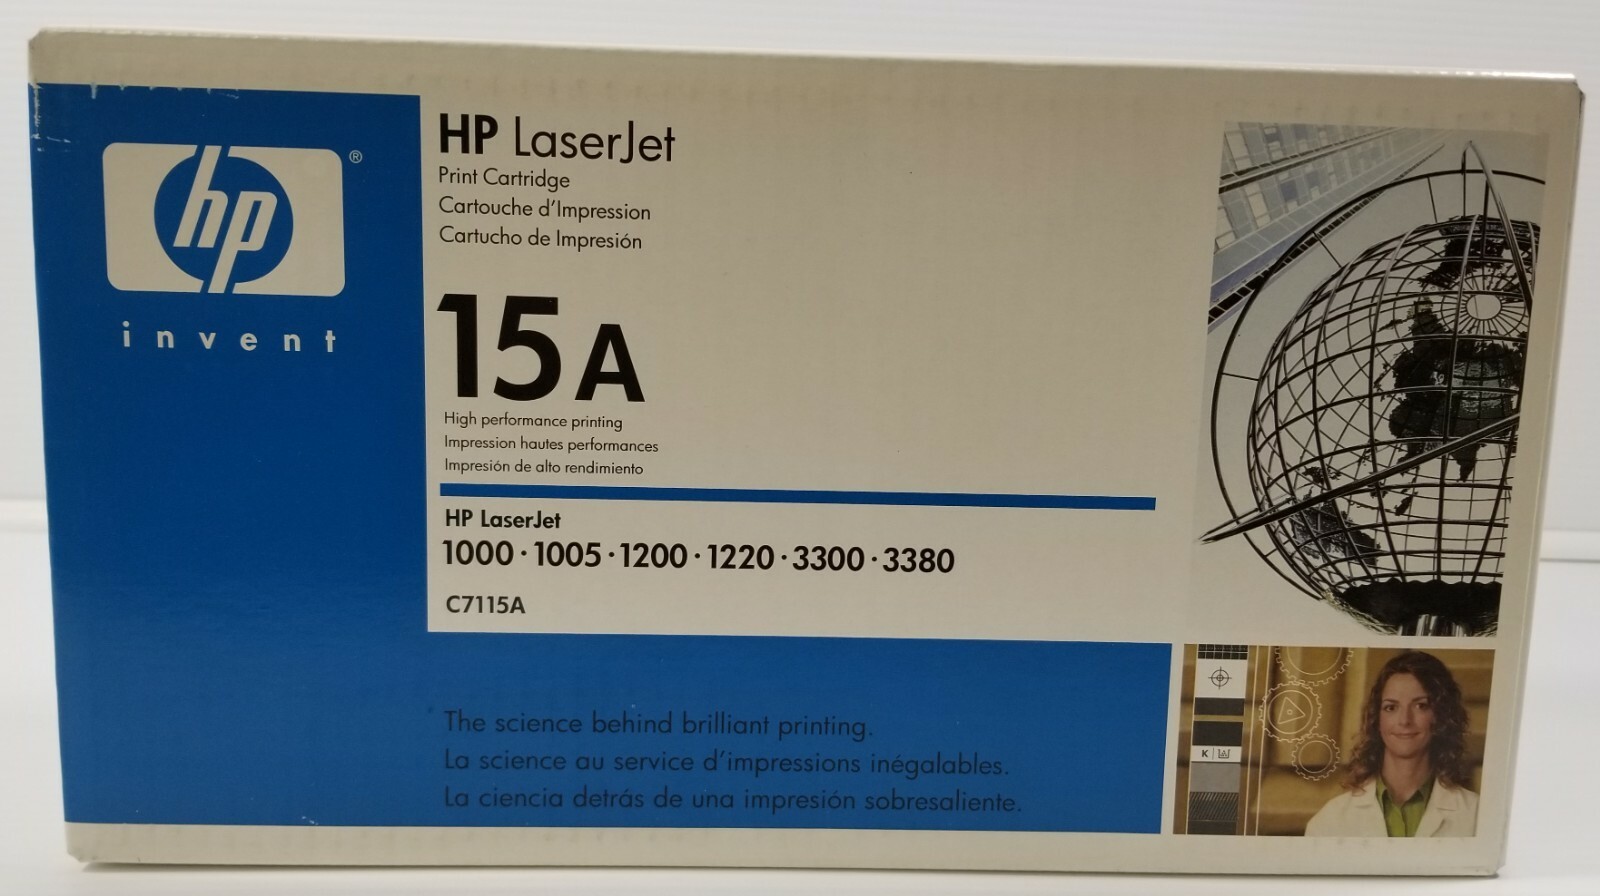 hp®
invent
HP LaserJet
Print Cartridge
Cartouche d'Impression
Cartucho de Impresión
15A
High performance printing
Impression hautes performances
Impresión de alto rendimiento
HP LaserJet
1000 · 1005 · 1200 · 1220 · 3300 · 3380
C7115A
The science behind brilliant printing.
La science au service d'impressions inégalables.
La ciencia detrás de una impresión sobresaliente.
K